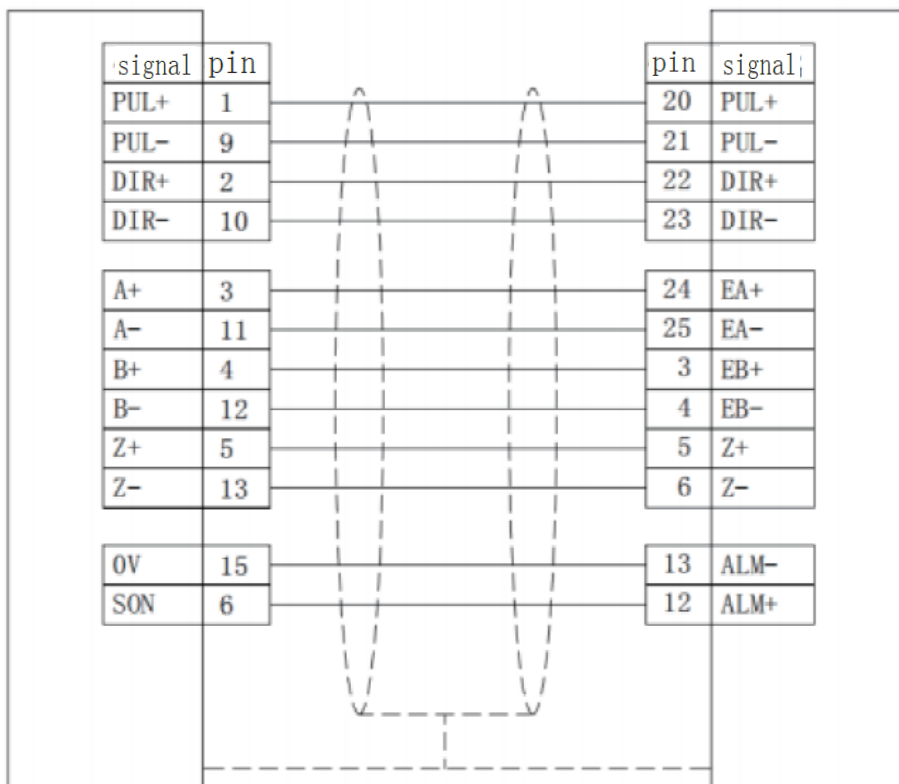 signal pin pin signal
PUL+ 1 20 PUL+
PUL- 9 21 PUL-
DIR+ 2 22 DIR+
DIR- 10 23 DIR-
A+ 3 24 EA+
A- 11 25 EA-
B+ 4 3 EB+
B- 12 4 EB-
Z+ 5 5 Z+
Z- 13 6 Z-
0V 15 13 ALM-
SON 6 12 ALM+